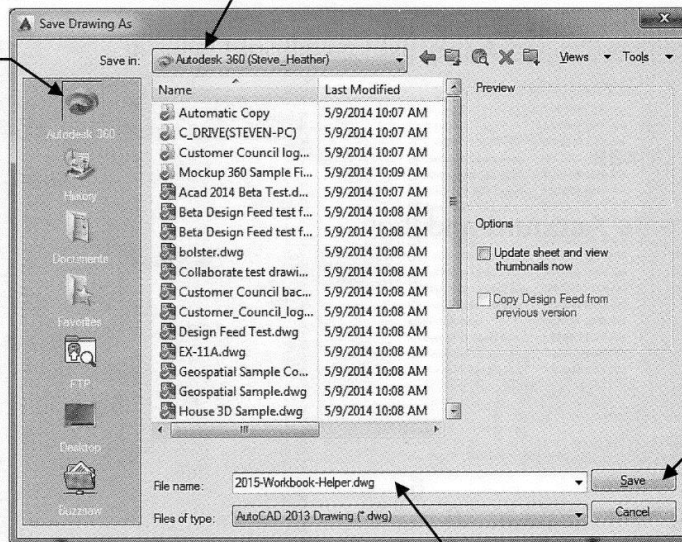 Save Drawing As
Save in: Autodesk 360 (Steve_Heather) Views Tools
Name Last Modified Preview
Automatic Copy 5/9/2014 10:07 AM
C_DRIVE(STEVEN-PC) 5/9/2014 10:07 AM
Customer Council log... 5/9/2014 10:07 AM
Mockup 360 Sample Fi... 5/9/2014 10:09 AM
Acad 2014 Beta Test.d... 5/9/2014 10:07 AM
Beta Design Feed test f... 5/9/2014 10:08 AM
Beta Design Feed test f... 5/9/2014 10:08 AM
bolster.dwg 5/9/2014 10:08 AM
Collaborate test drawi... 5/9/2014 10:08 AM
Customer Council bac... 5/9/2014 10:08 AM
Customer_Council_log... 5/9/2014 10:08 AM
Design Feed Test.dwg 5/9/2014 10:08 AM
EX-11A.dwg 5/9/2014 10:08 AM
Geospatial Sample Co... 5/9/2014 10:08 AM
Geospatial Sample.dwg 5/9/2014 10:08 AM
House 3D Sample.dwg 5/9/2014 10:08 AM
Autodesk 360
History
Documents
Favorites
FTP
Desktop
Buzzsaw
Options
Update sheet and view
thumbnails now
Copy Design Feed from
previous version
File name: 2015-Workbook-Helper.dwg Save
Files of type: AutoCAD 2013 Drawing (*.dwg) Cancel